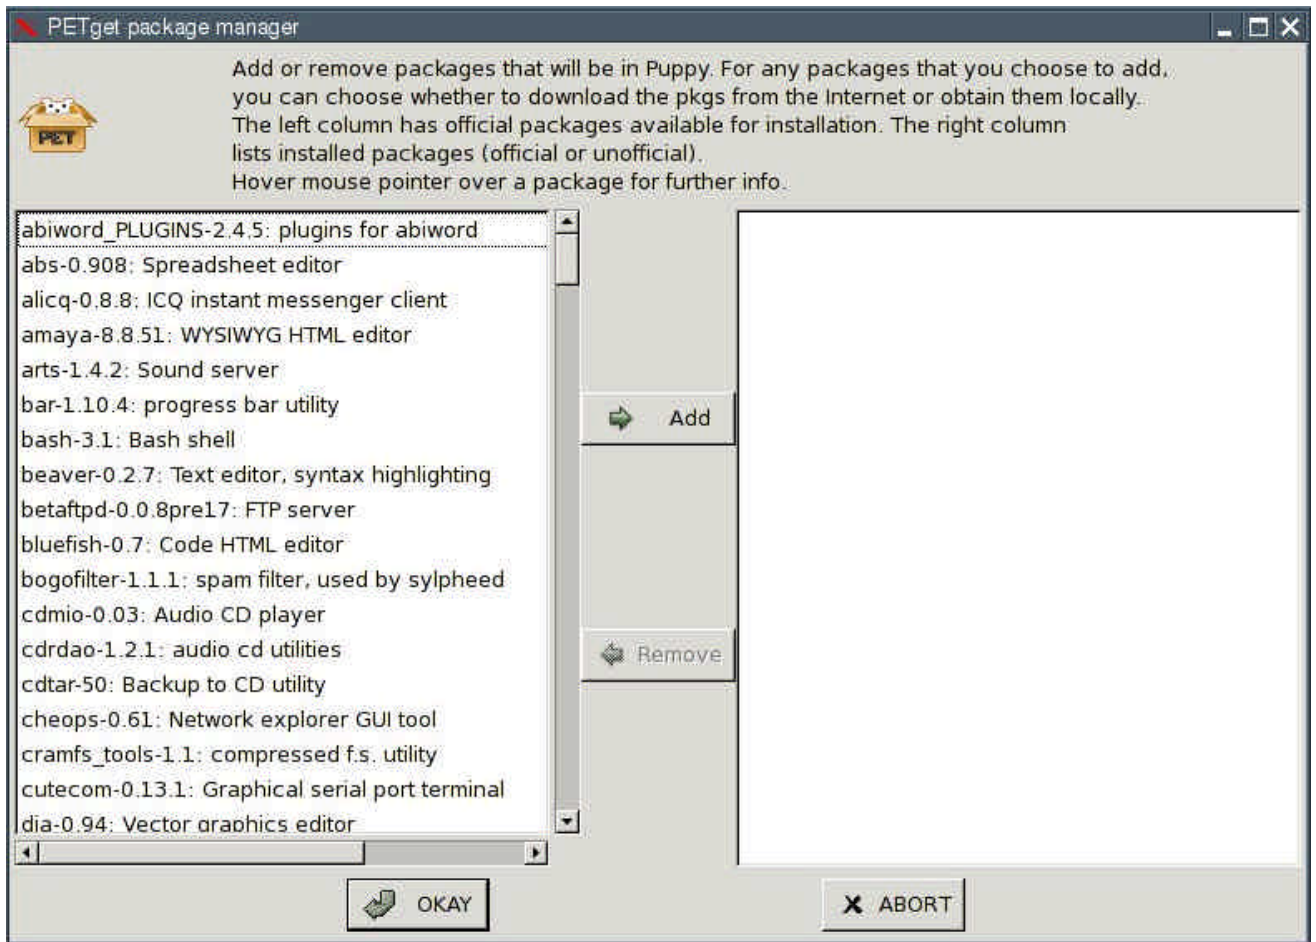 PETget package manager
Add or remove packages that will be in Puppy. For any packages that you choose to add,
you can choose whether to download the pkgs from the Internet or obtain them locally.
The left column has official packages available for installation. The right column
lists installed packages (official or unofficial).
Hover mouse pointer over a package for further info.
PET
abiword_PLUGINS-2.4.5: plugins for abiword
abs-0.908: Spreadsheet editor
alicq-0.8.8: ICQ instant messenger client
amaya-8.8.51: WYSIWYG HTML editor
arts-1.4.2: Sound server
bar-1.10.4: progress bar utility
bash-3.1: Bash shell
beaver-0.2.7: Text editor, syntax highlighting
betaftpd-0.0.8pre17: FTP server
bluefish-0.7: Code HTML editor
bogofilter-1.1.1: spam filter, used by sylpheed
cdmio-0.03: Audio CD player
cdrdao-1.2.1: audio cd utilities
cdtar-50: Backup to CD utility
cheops-0.61: Network explorer GUI tool
cramfs_tools-1.1: compressed f.s. utility
cutecom-0.13.1: Graphical serial port terminal
dia-0.94: Vector graphics editor
Add
Remove
OKAY
ABORT